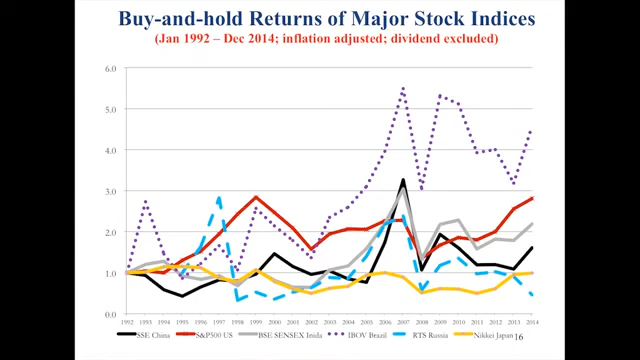 Buy-and-hold Returns of Major Stock Indices
(Jan 1992 – Dec 2014; inflation adjusted; dividend excluded)
6.0
5.0
4.0
3.0
2.0
1.0
0.0
1992 1993 1994 1995 1996 1997 1998 1999 2000 2001 2002 2003 2004 2005 2006 2007 2008 2009 2010 2011 2012 2013 2014
SSE China S&P500 US BSE SENSEX Inida IBOV Brazil RTS Russia Nikkei Japan 16